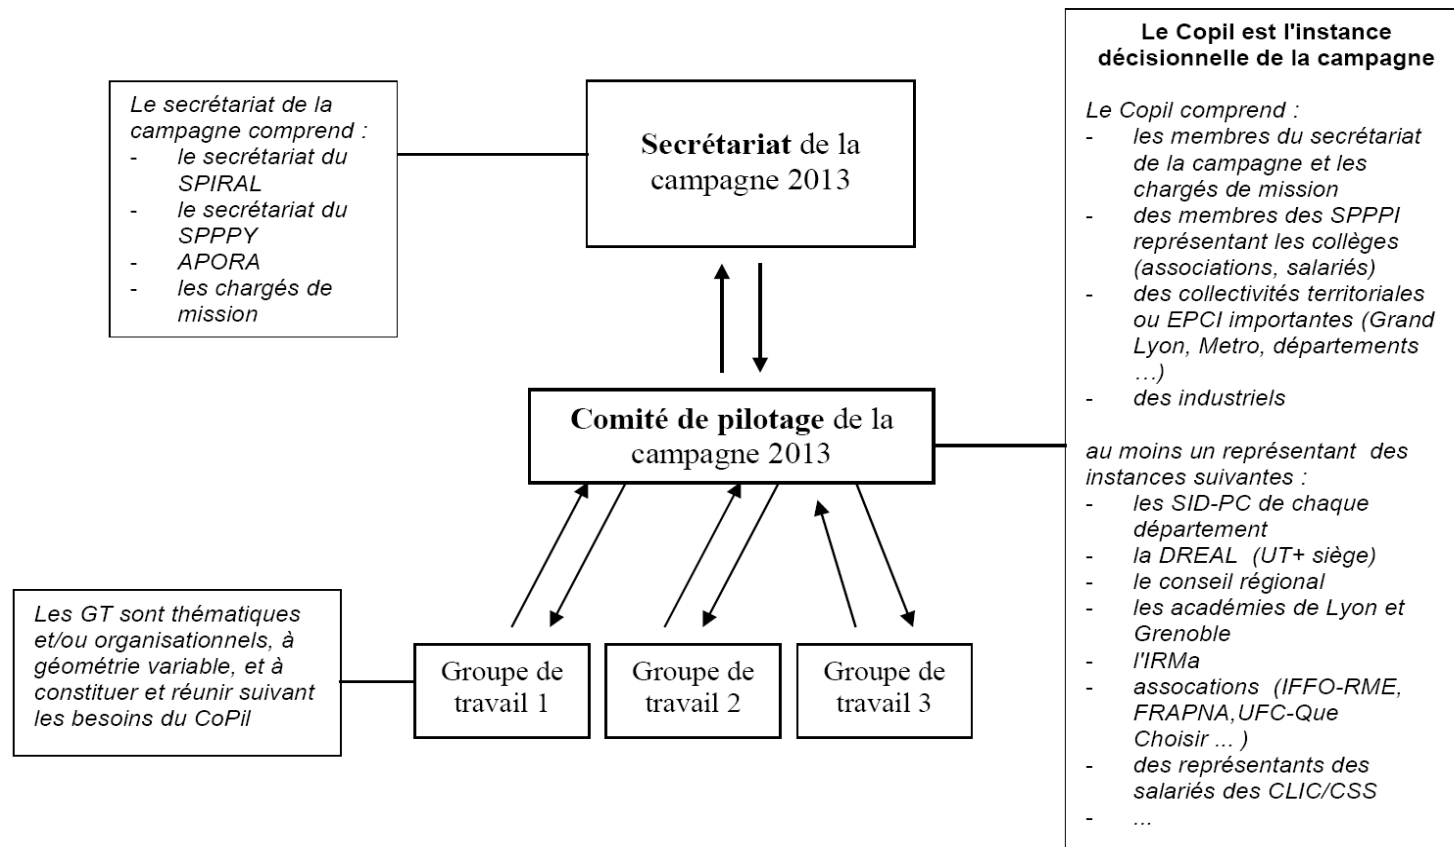 Le secrétariat de la
campagne comprend :
- le secrétariat du
SPIRAL
- le secrétariat du
SPPPY
- APORA
- les chargés de
mission
Secrétariat de la
campagne 2013
Comité de pilotage de la
campagne 2013
Les GT sont thématiques
et/ou organisationnels, à
géométrie variable, et à
constituer et réunir suivant
les besoins du CoPil
Groupe de
travail 1
Groupe de
travail 2
Groupe de
travail 3
Le Copil est l'instance
décisionnelle de la campagne
Le Copil comprend :
- les membres du secrétariat
de la campagne et les
chargés de mission
- des membres des SPPPI
représentant les collèges
(associations, salariés)
- des collectivités territoriales
ou EPCI importantes (Grand
Lyon, Metro, départements
...)
- des industriels
au moins un représentant des
instances suivantes :
- les SID-PC de chaque
département
- la DREAL (UT+ siège)
- le conseil régional
- les académies de Lyon et
Grenoble
- l'IRMa
- assocations (IFFO-RME,
FRAPNA,UFC-Que
Choisir ... )
- des représentants des
salariés des CLIC/CSS
- ...